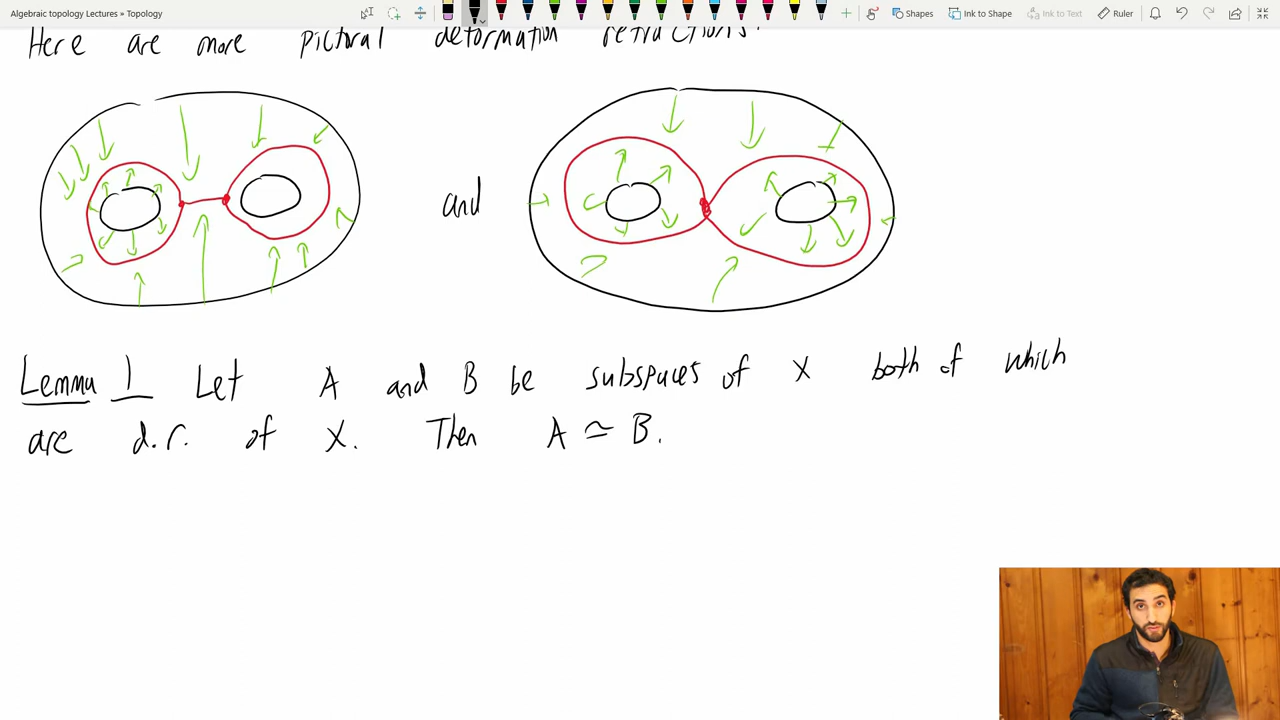 Algebraic topology Lectures » Topology
Shapes
Ink to Shape
Ink to Text
Ruler
Here are more pictoral deformation retractions.
and
Lemma 1 Let A and B be subspaces of X both of which
are d.r. of X. Then A ≃ B.